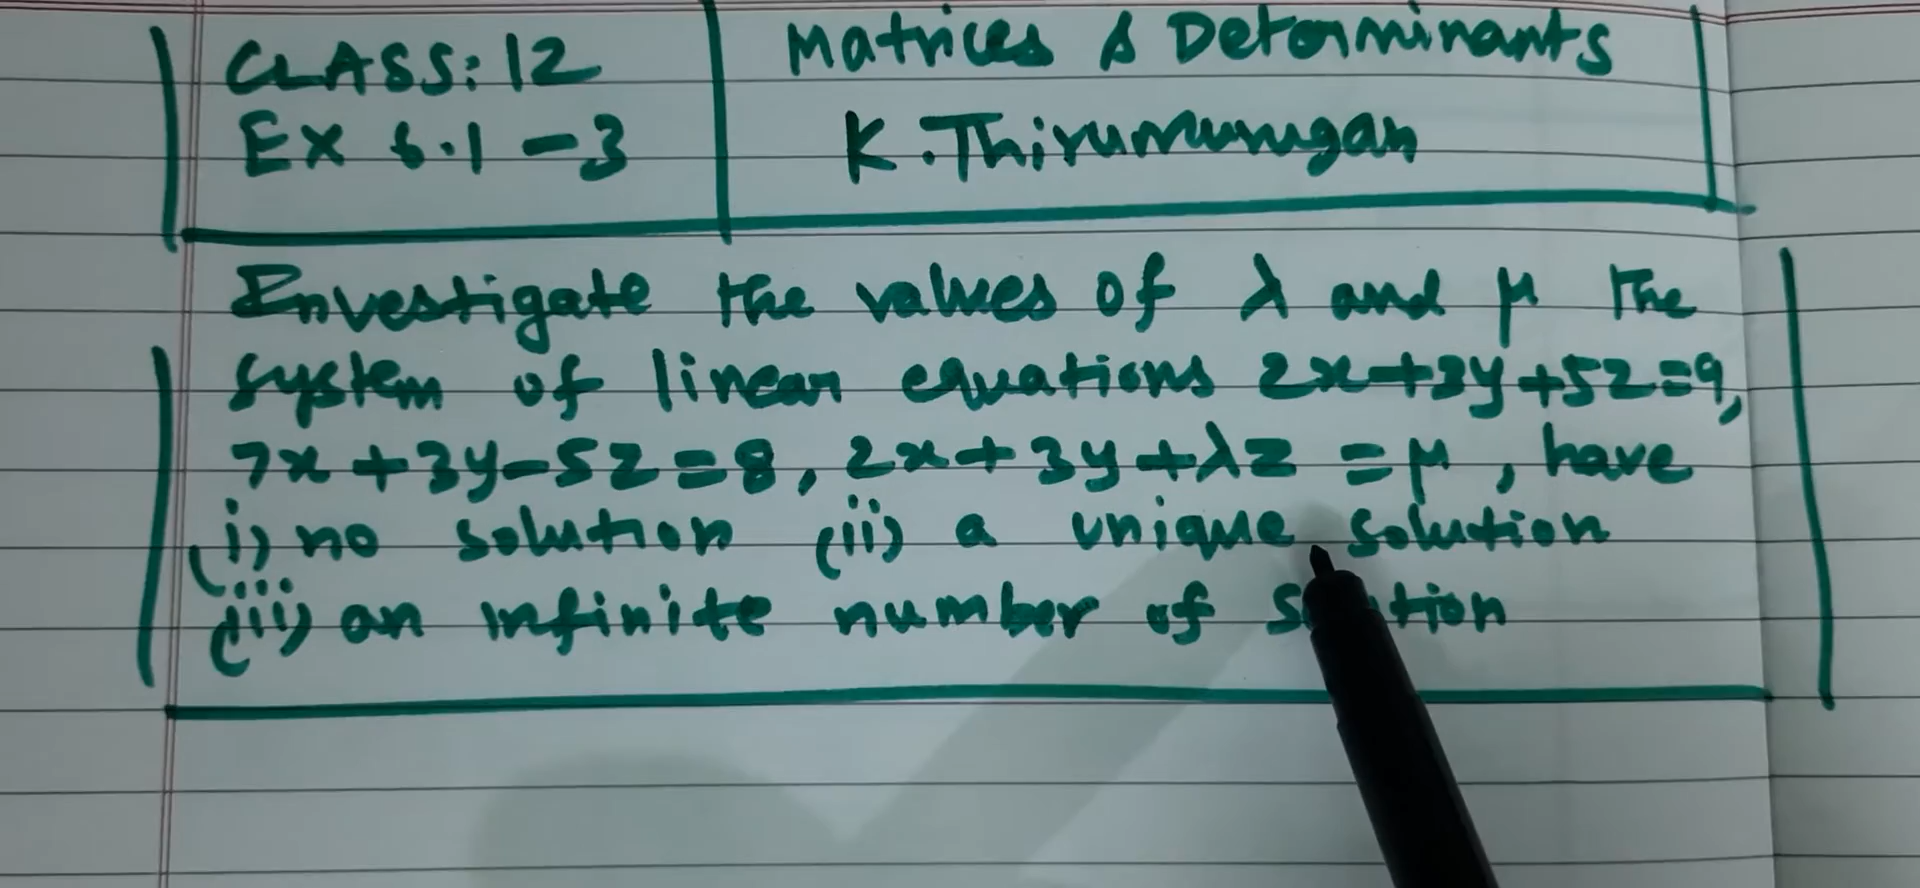 CLASS: 12
EX 6.1 - 3
Matrices & Determinants
K. Thirumurugan
Investigate the values of λ and μ the
system of linear equations 2x+3y+5z=9,
7x+3y-5z=8, 2x+3y+λz=μ, have
(i) no solution (ii) a unique solution
(iii) an infinite number of